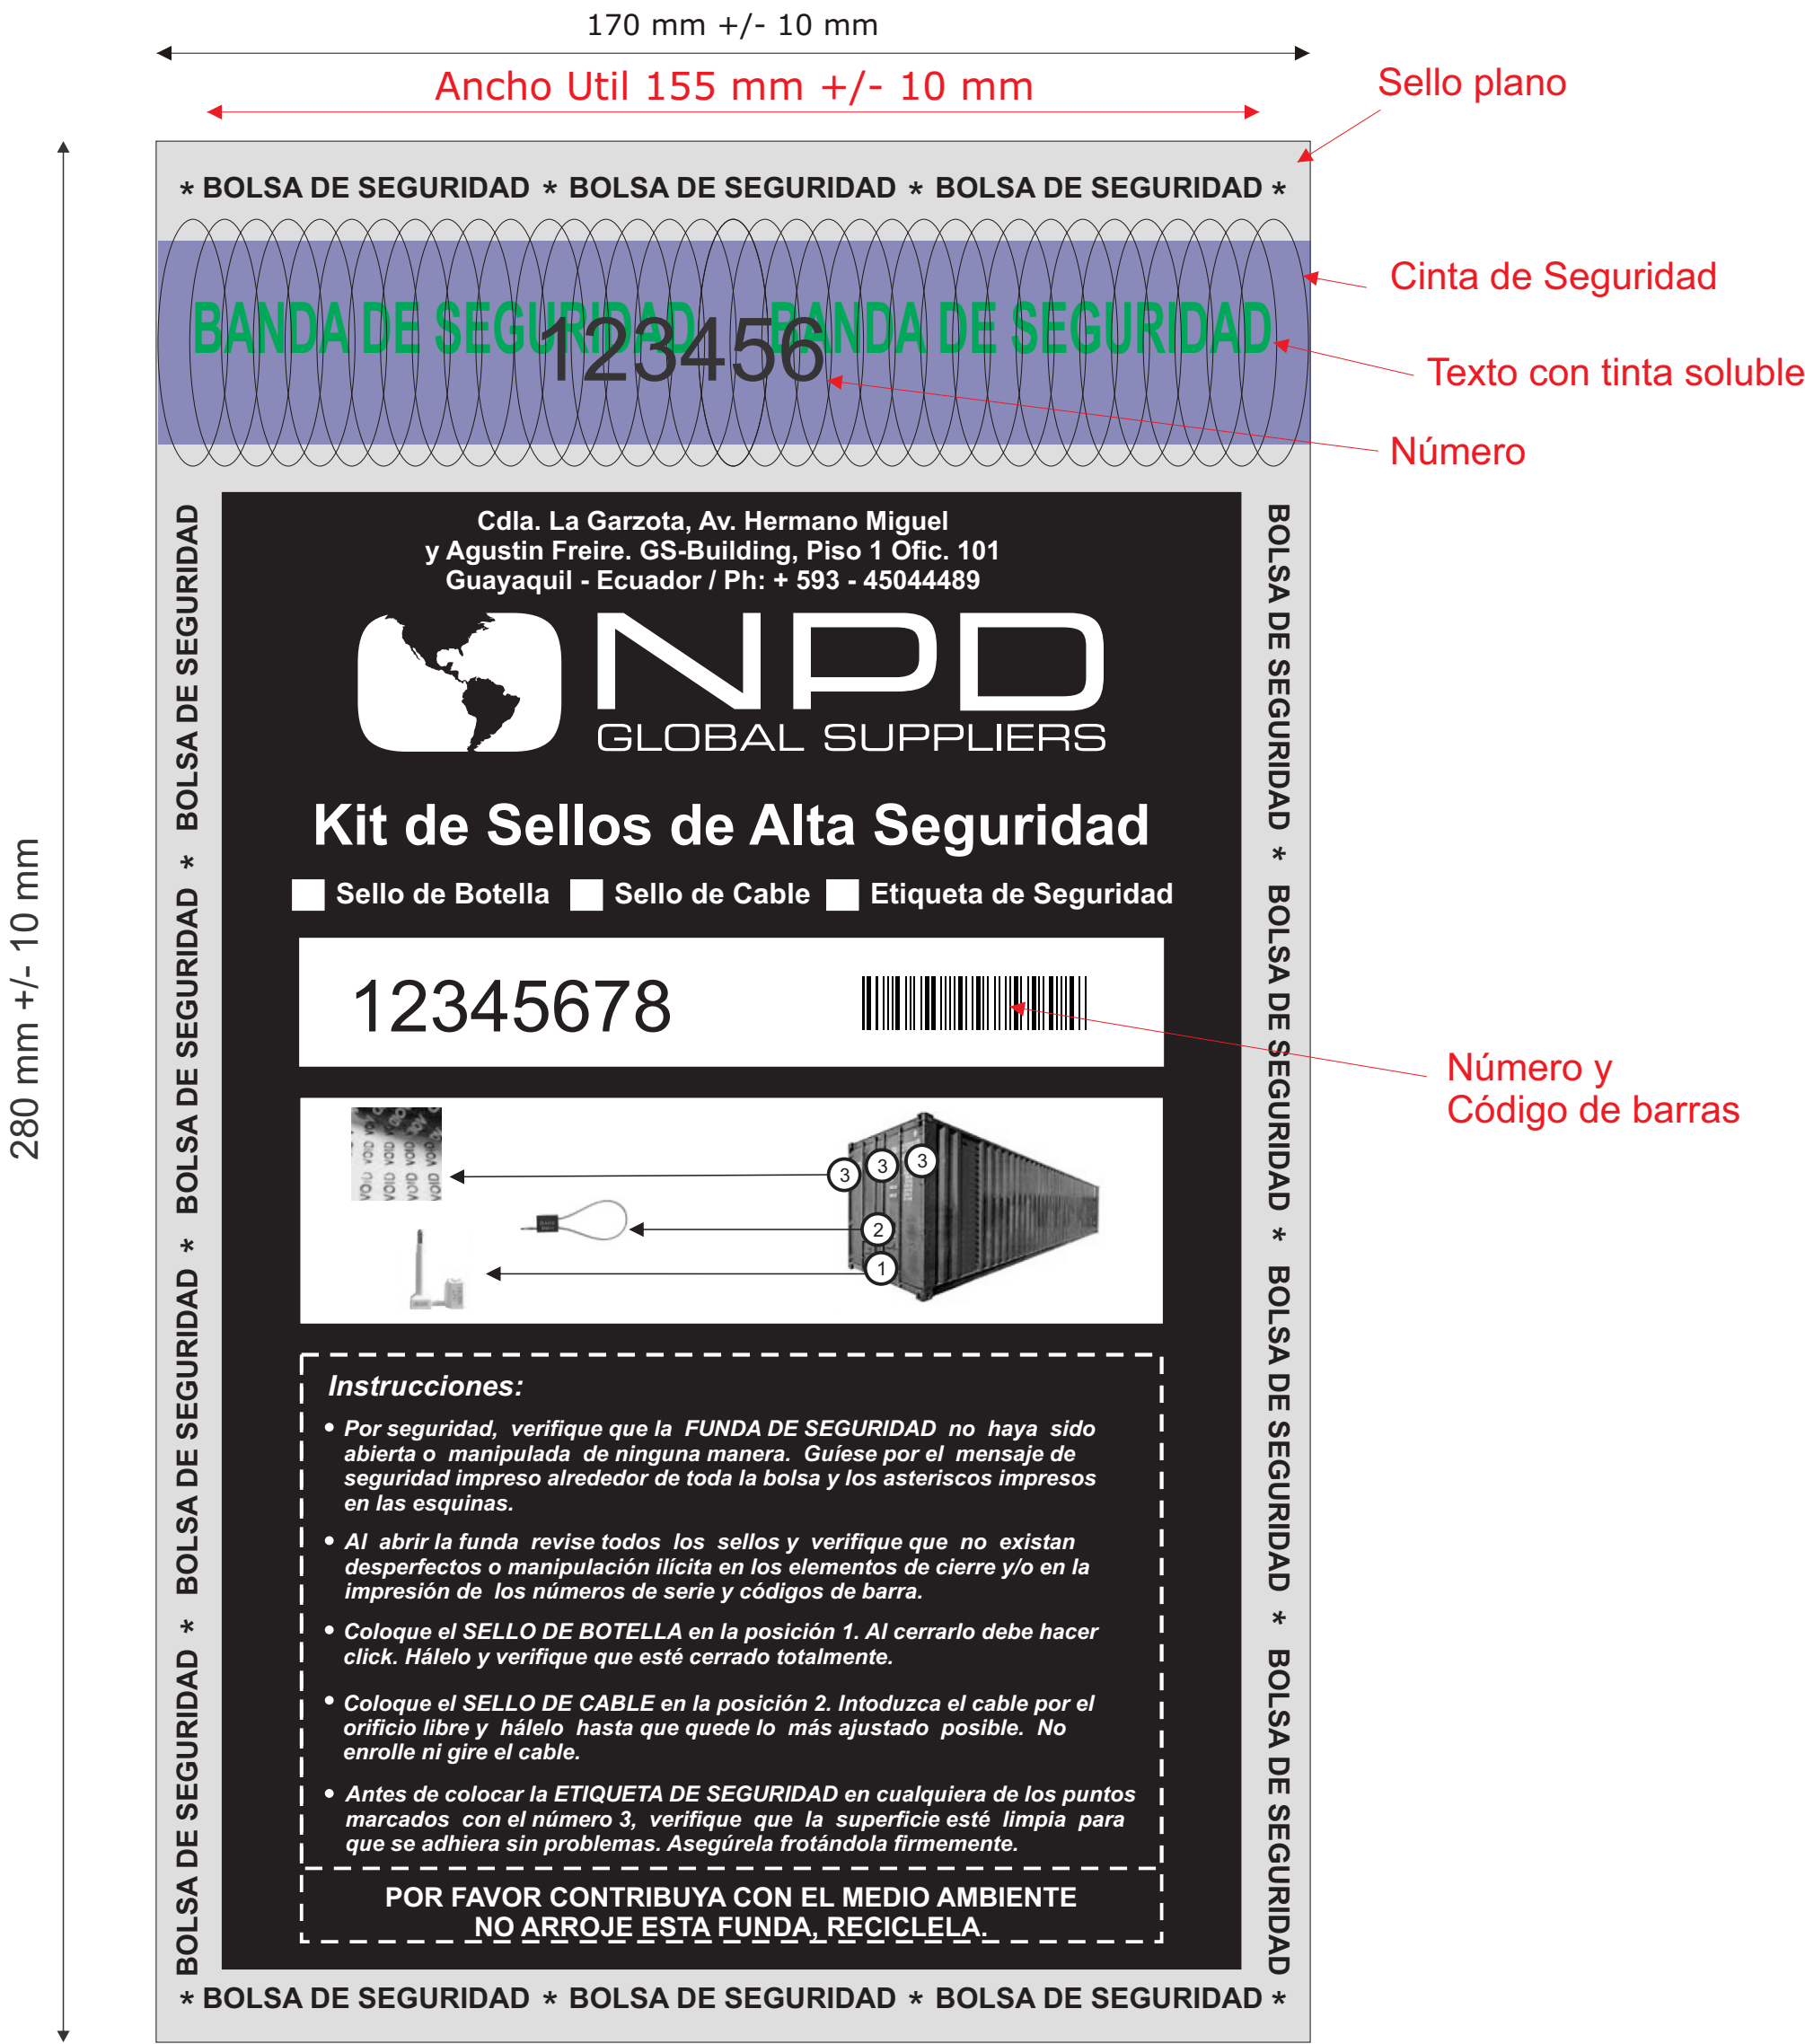 170 mm +/- 10 mm
Ancho Util 155 mm +/- 10 mm
Sello plano
* BOLSA DE SEGURIDAD * BOLSA DE SEGURIDAD * BOLSA DE SEGURIDAD *
Cinta de Seguridad
BANDA DE SEGURIDAD BANDA DE SEGURIDAD
123456
Texto con tinta soluble
Número
280 mm +/- 10 mm
BOLSA DE SEGURIDAD * BOLSA DE SEGURIDAD * BOLSA DE SEGURIDAD * BOLSA DE SEGURIDAD
BOLSA DE SEGURIDAD * BOLSA DE SEGURIDAD * BOLSA DE SEGURIDAD * BOLSA DE SEGURIDAD
Cdla. La Garzota, Av. Hermano Miguel
y Agustin Freire. GS-Building, Piso 1 Ofic. 101
Guayaquil - Ecuador / Ph: + 593 - 45044489
NPD
GLOBAL SUPPLIERS
Kit de Sellos de Alta Seguridad
Sello de Botella Sello de Cable Etiqueta de Seguridad
12345678
Número y
Código de barras
VOID VOID VOID VOID
VOID VOID VOID VOID
3 3 3
2
1
Instrucciones:
• Por seguridad, verifique que la FUNDA DE SEGURIDAD no haya sido
abierta o manipulada de ninguna manera. Guíese por el mensaje de
seguridad impreso alrededor de toda la bolsa y los asteriscos impresos
en las esquinas.
• Al abrir la funda revise todos los sellos y verifique que no existan
desperfectos o manipulación ilícita en los elementos de cierre y/o en la
impresión de los números de serie y códigos de barra.
• Coloque el SELLO DE BOTELLA en la posición 1. Al cerrarlo debe hacer
click. Hálelo y verifique que esté cerrado totalmente.
• Coloque el SELLO DE CABLE en la posición 2. Intoduzca el cable por el
orificio libre y hálelo hasta que quede lo más ajustado posible. No
enrolle ni gire el cable.
• Antes de colocar la ETIQUETA DE SEGURIDAD en cualquiera de los puntos
marcados con el número 3, verifique que la superficie esté limpia para
que se adhiera sin problemas. Asegúrela frotándola firmemente.
POR FAVOR CONTRIBUYA CON EL MEDIO AMBIENTE
NO ARROJE ESTA FUNDA, RECICLELA.
* BOLSA DE SEGURIDAD * BOLSA DE SEGURIDAD * BOLSA DE SEGURIDAD *